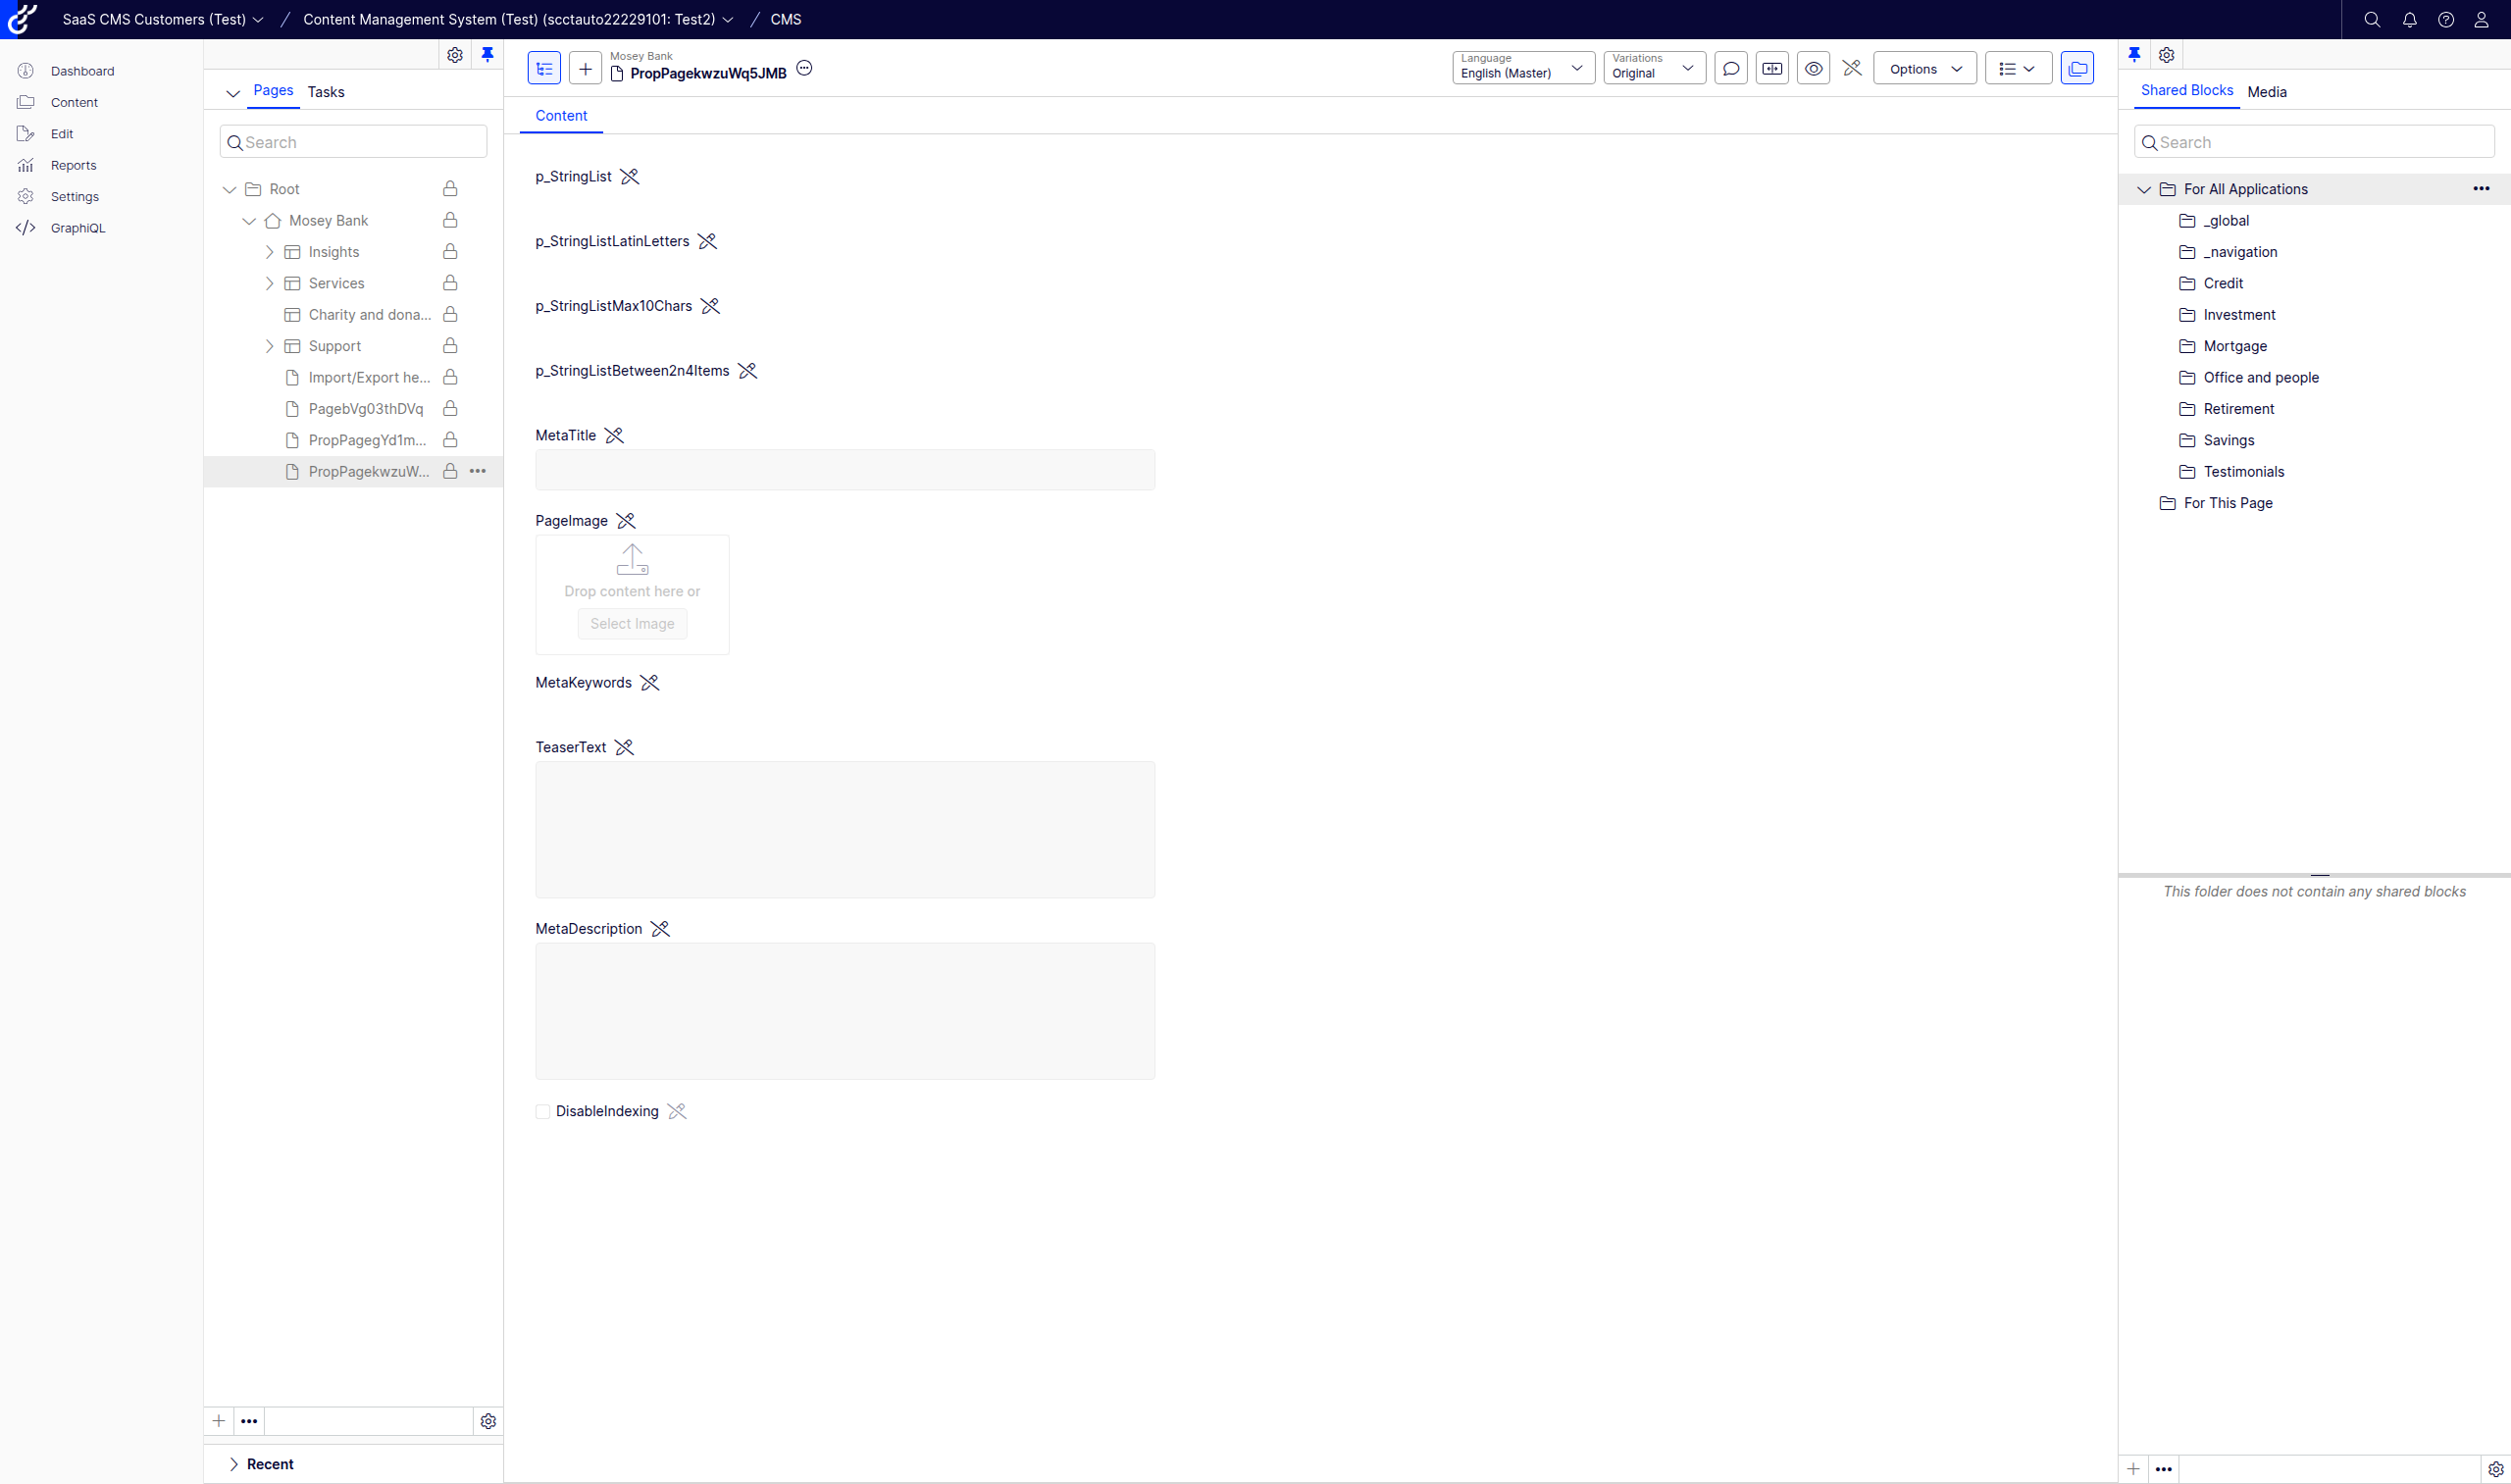 SaaS CMS Customers (Test) / Content Management System (Test) (scctauto22229101: Test2) / CMS
Dashboard
Content
Edit
Reports
Settings
GraphiQL
Pages Tasks
Search
Root
Mosey Bank
Insights
Services
Charity and dona...
Support
Import/Export he...
PagebVg03thDVq
PropPagegYd1m...
PropPagekwzuW...
Recent
Mosey Bank
PropPagekwzuWq5JMB
Language
English (Master)
Variations
Original
Options
Content
p_StringList
p_StringListLatinLetters
p_StringListMax10Chars
p_StringListBetween2n4Items
MetaTitle
PageImage
Drop content here or
Select Image
MetaKeywords
TeaserText
MetaDescription
DisableIndexing
Shared Blocks Media
Search
For All Applications
_global
_navigation
Credit
Investment
Mortgage
Office and people
Retirement
Savings
Testimonials
For This Page
This folder does not contain any shared blocks